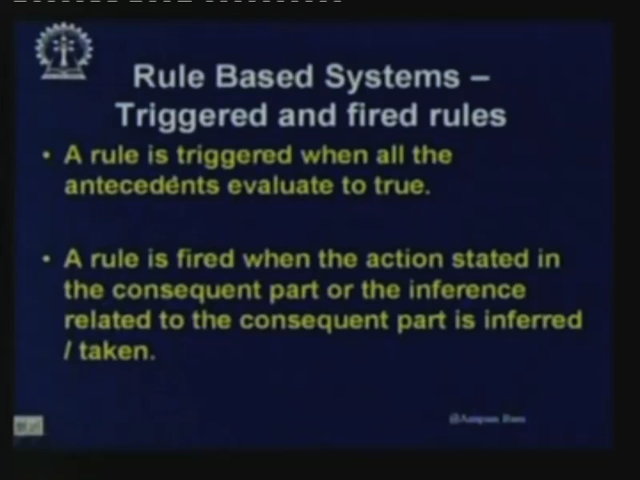 Rule Based Systems –
Triggered and fired rules
• A rule is triggered when all the
antecedents evaluate to true.
• A rule is fired when the action stated in
the consequent part or the inference
related to the consequent part is inferred
/ taken.